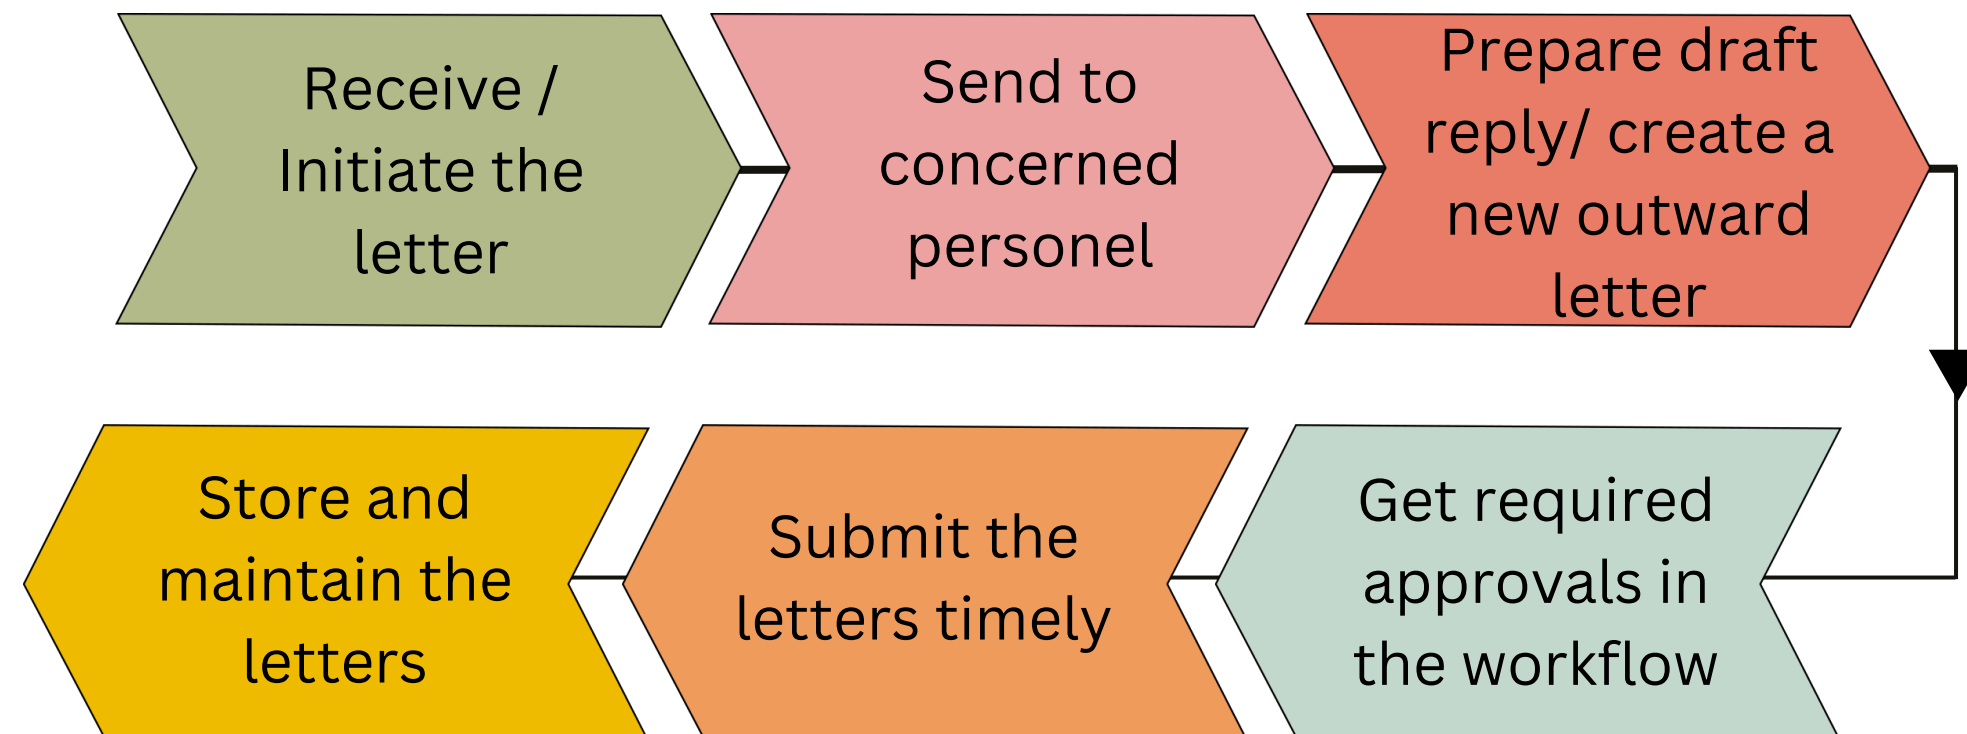 Receive /
Initiate the
letter
Send to
concerned
personel
Prepare draft
reply/ create a
new outward
letter
Get required
approvals in
the workflow
Submit the
letters timely
Store and
maintain the
letters